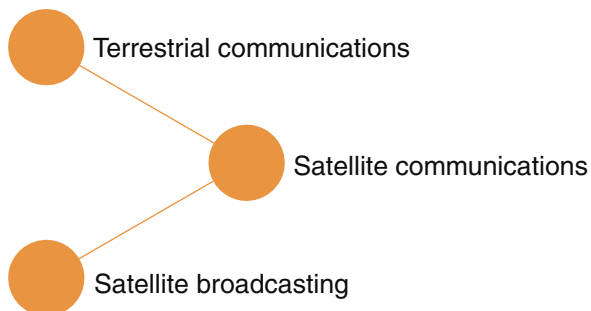 Terrestrial communications
Satellite communications
Satellite broadcasting